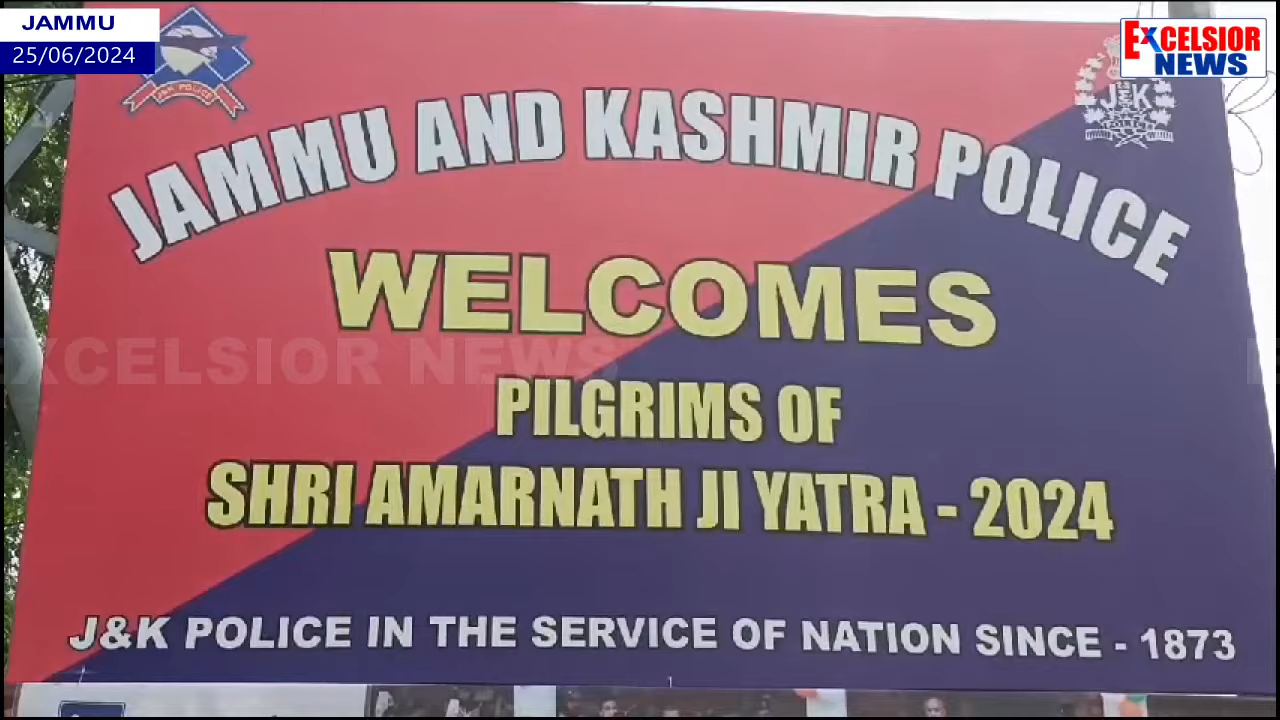 JAMMU
25/06/2024
EXCELSIOR
NEWS
J&K POLICE
J K
JAMMU AND KASHMIR POLICE
WELCOMES
EXCELSIOR NEWS
PILGRIMS OF
SHRI AMARNATH JI YATRA - 2024
J&K POLICE IN THE SERVICE OF NATION SINCE - 1873